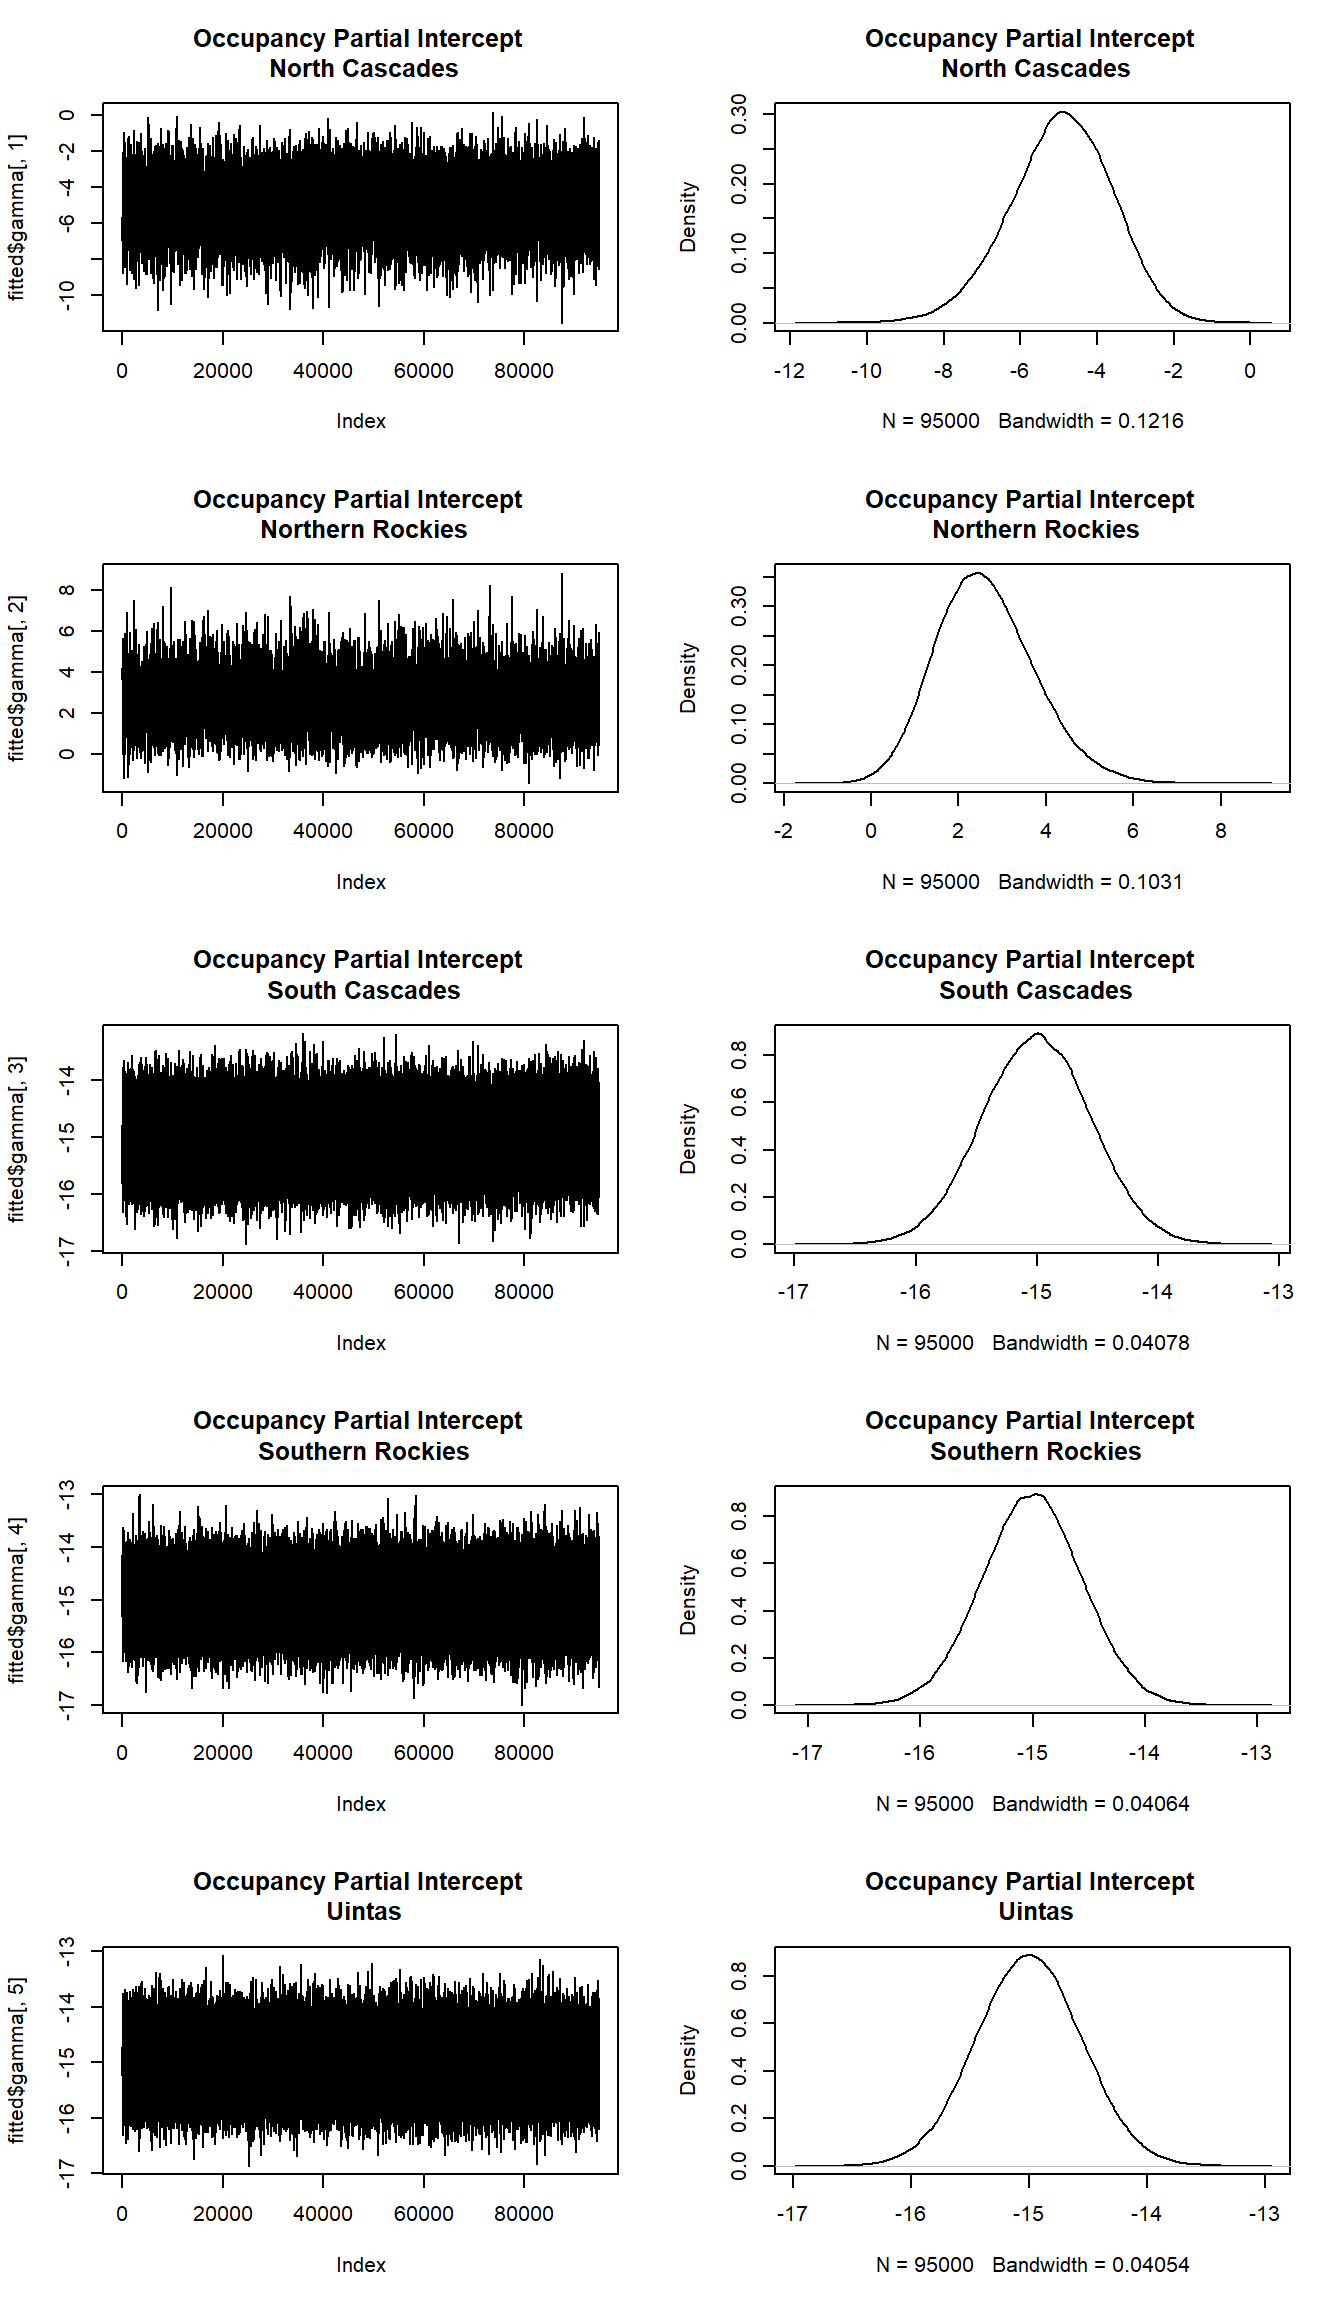 Occupancy Partial Intercept
North Cascades
fitted$gamma[, 1]
0
-2
-4
-6
-10
0 20000 40000 60000 80000
Index
Occupancy Partial Intercept
North Cascades
Density
0.30
0.20
0.10
0.00
-12 -10 -8 -6 -4 -2 0
N = 95000 Bandwidth = 0.1216
Occupancy Partial Intercept
Northern Rockies
fitted$gamma[, 2]
8
6
4
2
0
0 20000 40000 60000 80000
Index
Occupancy Partial Intercept
Northern Rockies
Density
0.30
0.20
0.10
0.00
-2 0 2 4 6 8
N = 95000 Bandwidth = 0.1031
Occupancy Partial Intercept
South Cascades
fitted$gamma[, 3]
-14
-15
-16
-17
0 20000 40000 60000 80000
Index
Occupancy Partial Intercept
South Cascades
Density
0.8
0.6
0.4
0.2
0.0
-17 -16 -15 -14 -13
N = 95000 Bandwidth = 0.04078
Occupancy Partial Intercept
Southern Rockies
fitted$gamma[, 4]
-13
-14
-15
-16
-17
0 20000 40000 60000 80000
Index
Occupancy Partial Intercept
Southern Rockies
Density
0.8
0.6
0.4
0.2
0.0
-17 -16 -15 -14 -13
N = 95000 Bandwidth = 0.04064
Occupancy Partial Intercept
Uintas
fitted$gamma[, 5]
-13
-14
-15
-16
-17
0 20000 40000 60000 80000
Index
Occupancy Partial Intercept
Uintas
Density
0.8
0.6
0.4
0.2
0.0
-17 -16 -15 -14 -13
N = 95000 Bandwidth = 0.04054